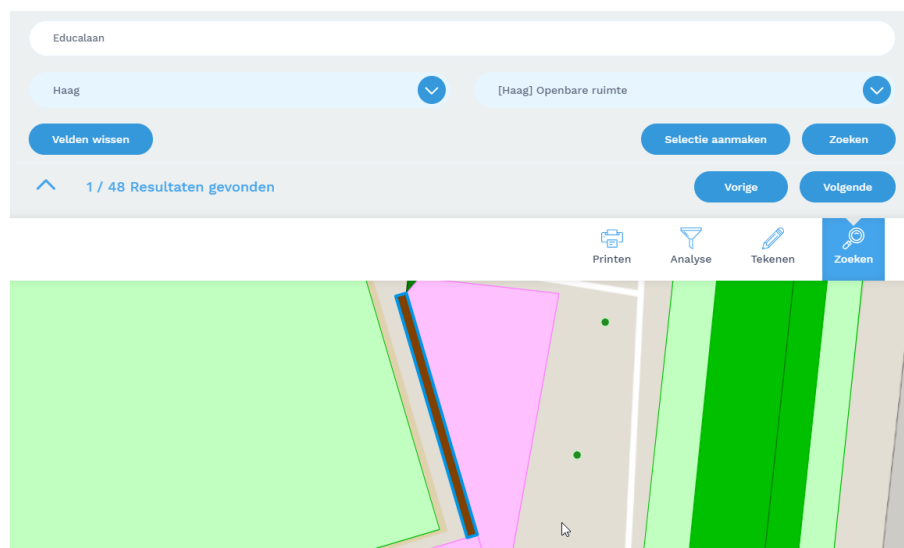 Educalaan
Haag
[Haag] Openbare ruimte
Velden wissen
Selectie aanmaken
Zoeken
1 / 48 Resultaten gevonden
Vorige
Volgende
Printen
Analyse
Tekenen
Zoeken